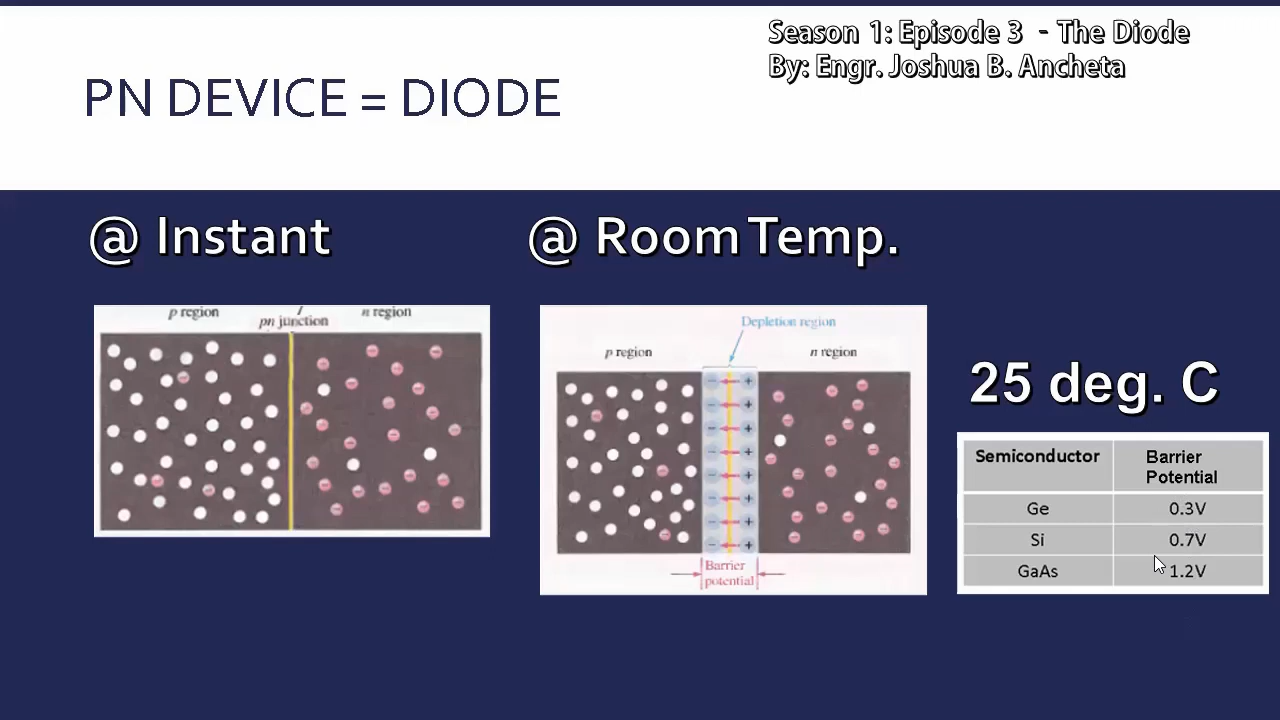 Season 1: Episode 3 - The Diode
By: Engr. Joshua B. Ancheta
PN DEVICE = DIODE
@ Instant
@ Room Temp.
p region
n region
pn junction
Depletion region
p region
n region
Barrier
potential
25 deg. C
Semiconductor
Barrier
Potential
Ge
0.3V
Si
0.7V
GaAs
1.2V